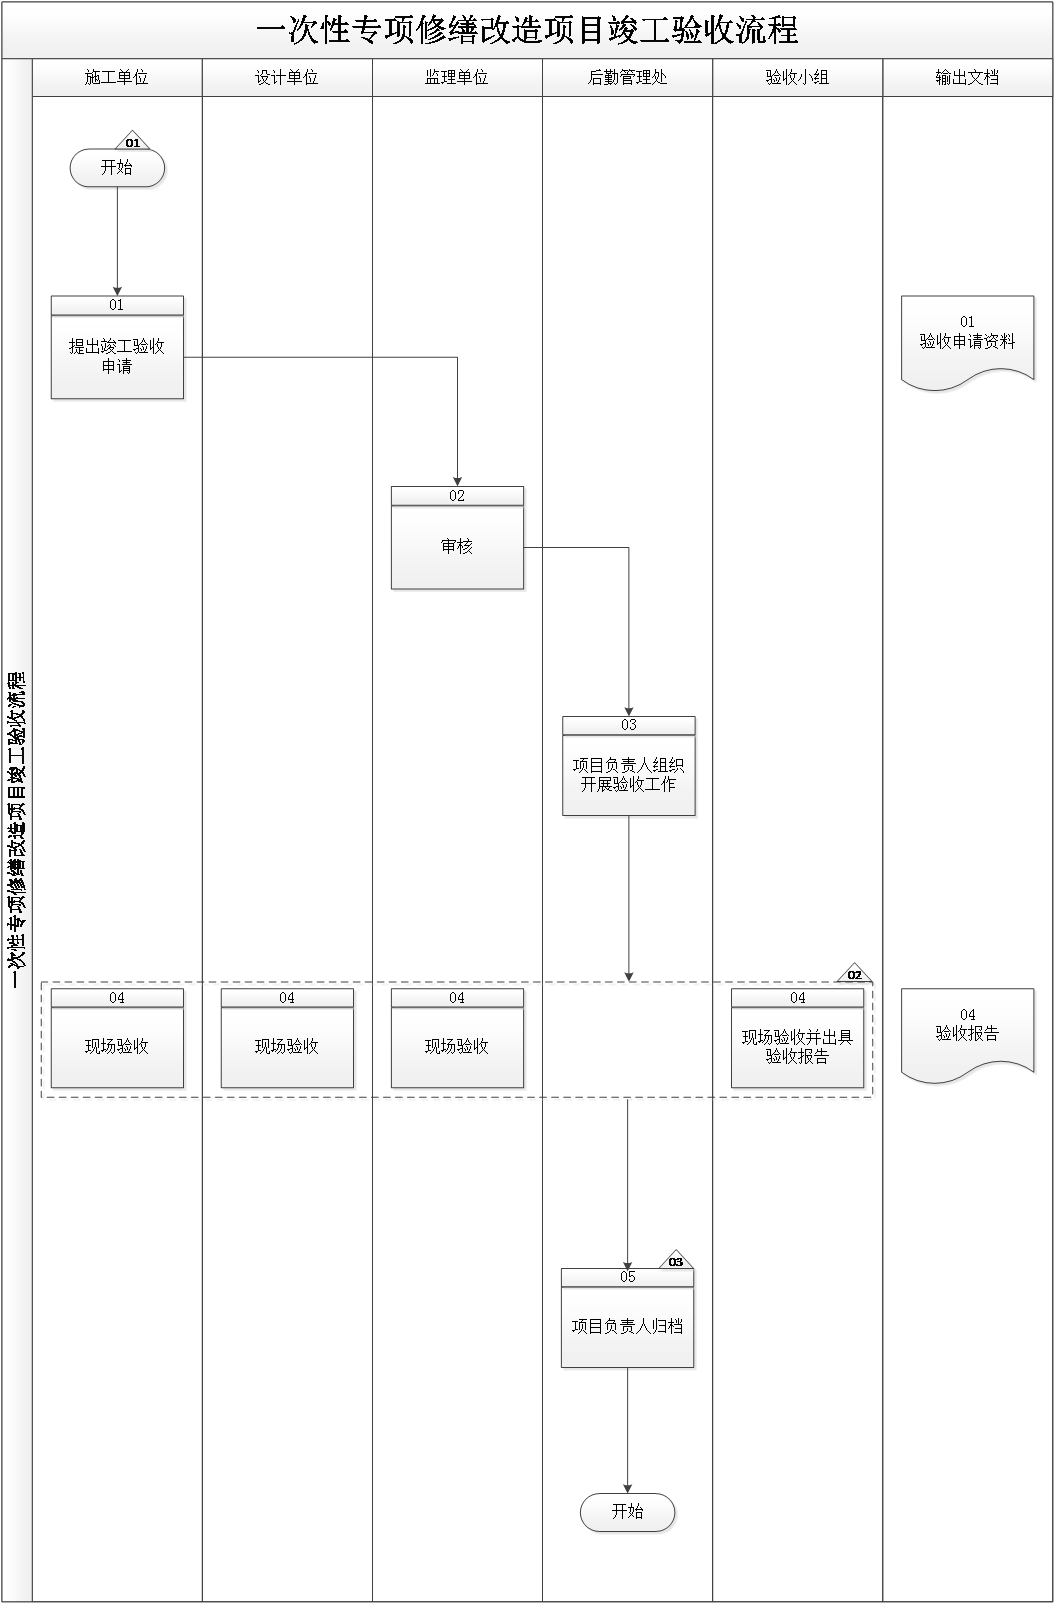 一次性专项修缮改造项目竣工验收流程
施工单位
设计单位
监理单位
后勤管理处
验收小组
输出文档
一次性专项修缮改造项目竣工验收流程
01
开始
01
提出竣工验收
申请
01
验收申请资料
02
审核
03
项目负责人组织
开展验收工作
02
04
现场验收
04
现场验收
04
现场验收
04
现场验收并出具
验收报告
04
验收报告
03
05
项目负责人归档
开始